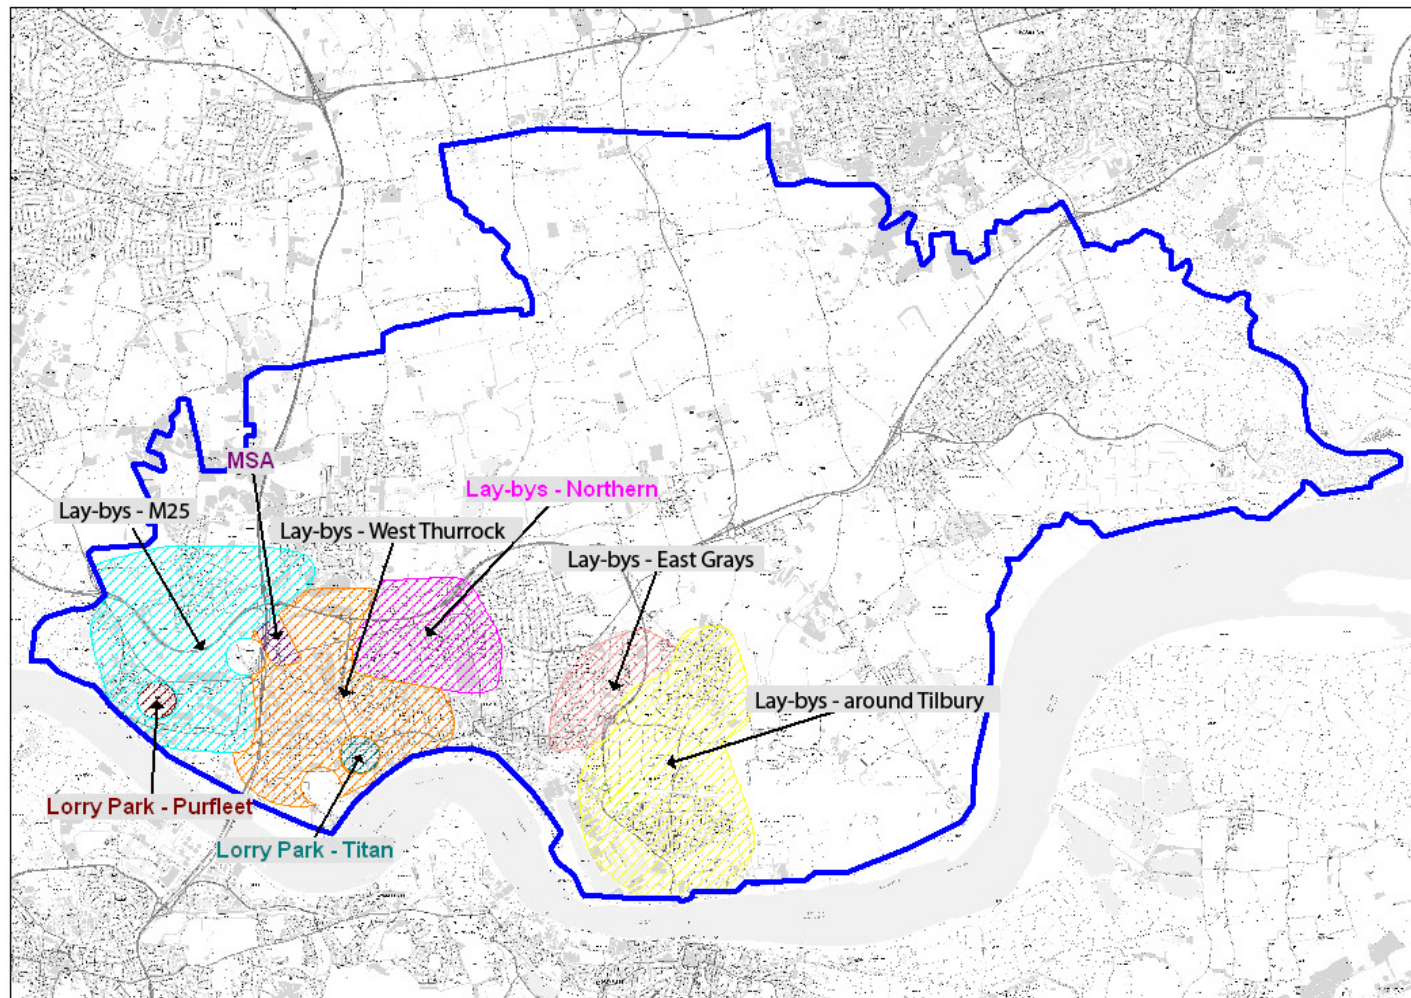 MSA
Lay-bys - Northern
Lay-bys - M25
Lay-bys - West Thurrock
Lay-bys - East Grays
Lay-bys - around Tilbury
Lorry Park - Purfleet
Lorry Park - Titan